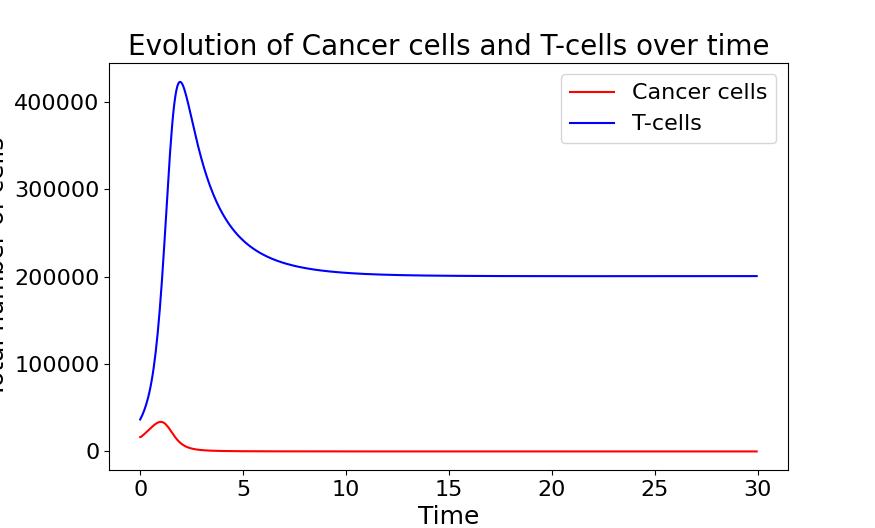 Evolution of Cancer cells and T-cells over time
Cancer cells
T-cells
400000
300000
200000
100000
0
0 5 10 15 20 25 30
Time